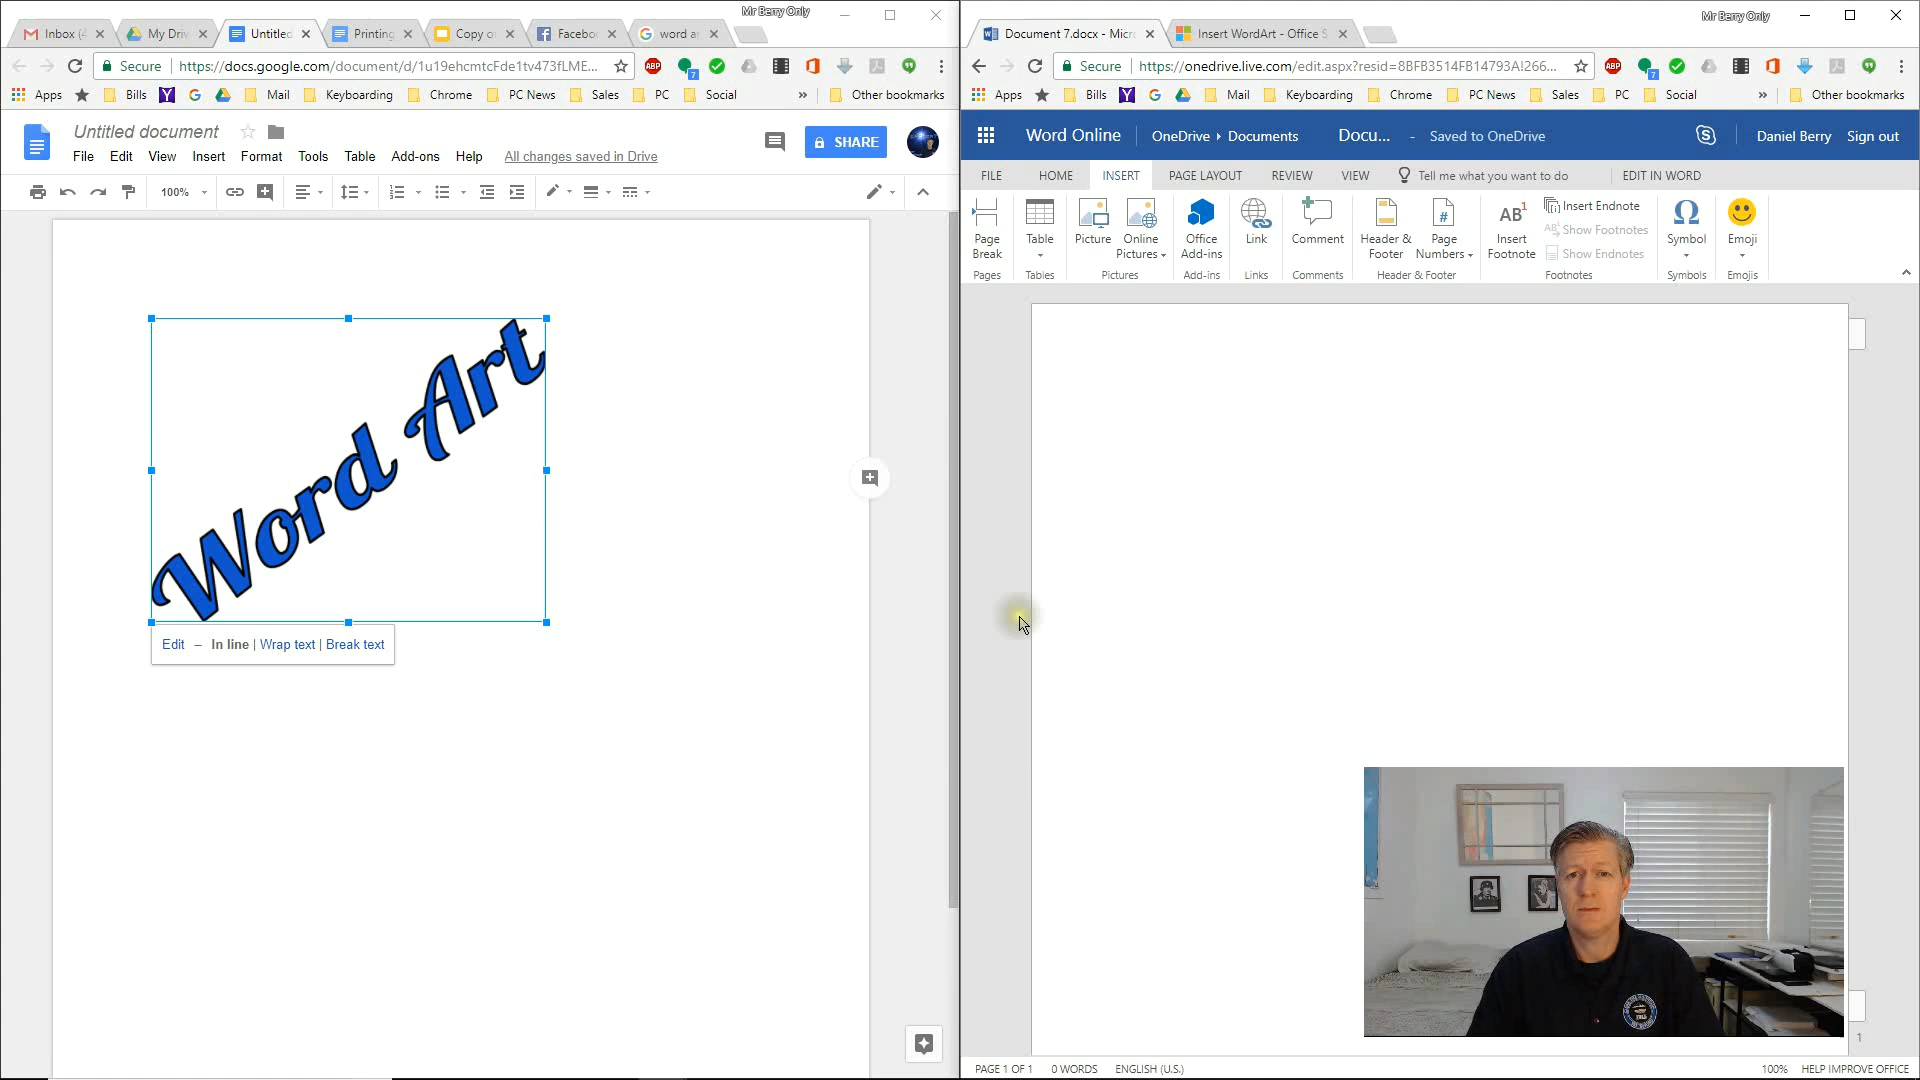 Mr Berry Only
Inbox (4
My Driv
Untitled
Printing
Copy o
Faceboo
word a
Secure
https://docs.google.com/document/d/1u19ehcmtcFde1tv473fLME...
ABP
7
Apps
Bills
Mail
Keyboarding
Chrome
PC News
Sales
PC
Social
»
Other bookmarks
Untitled document
SHARE
File Edit View Insert Format Tools Table Add-ons Help All changes saved in Drive
100%
Word Art
Edit – In line | Wrap text | Break text
Mr Berry Only
Document 7.docx - Micr
Insert WordArt - Office S
Secure
https://onedrive.live.com/edit.aspx?resid=8BFB3514FB14793A!266...
ABP
7
Apps
Bills
Mail
Keyboarding
Chrome
PC News
Sales
PC
Social
»
Other bookmarks
Word Online
OneDrive ▸ Documents
Docu... - Saved to OneDrive
Daniel Berry Sign out
FILE HOME INSERT PAGE LAYOUT REVIEW VIEW Tell me what you want to do EDIT IN WORD
Page Break
Table
Picture
Online Pictures
Office Add-ins
Link
Comment
Header & Footer
# Page Numbers
AB1 Insert Footnote
Insert Endnote
Show Footnotes
Show Endnotes
Ω Symbol
Emoji
Pages Tables Pictures Add-ins Links Comments Header & Footer Footnotes Symbols Emojis
1
PAGE 1 OF 1 0 WORDS ENGLISH (U.S.) 100% HELP IMPROVE OFFICE